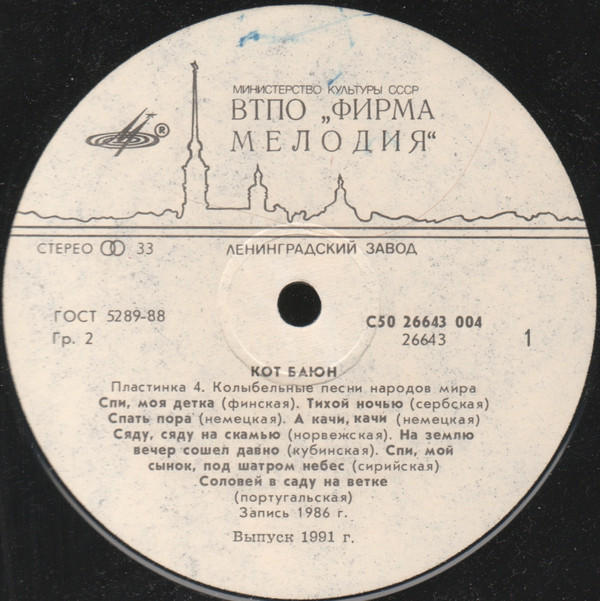 МИНИСТЕРСТВО КУЛЬТУРЫ СССР
ВТПО „ФИРМА
МЕЛОДИЯ“
®
СТЕРЕО 33
ЛЕНИНГРАДСКИЙ ЗАВОД
ГОСТ 5289-88
Гр. 2
С50 26643 004
26643
1
КОТ БАЮН
Пластинка 4. Колыбельные песни народов мира
Спи, моя детка (финская). Тихой ночью (сербская)
Спать пора (немецкая). А качи, качи (немецкая)
Сяду, сяду на скамью (норвежская). На землю
вечер сошел давно (кубинская). Спи, мой
сынок, под шатром небес (сирийская)
Соловей в саду на ветке
(португальская)
Запись 1986 г.
Выпуск 1991 г.